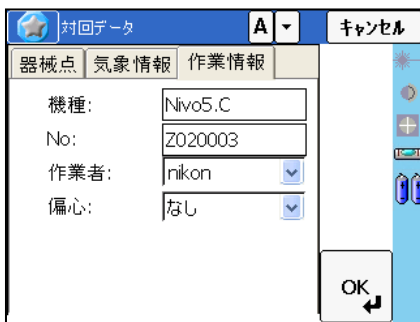 対回データ A キャンセル
器械点 気象情報 作業情報
機種: Nivo5.C
No: Z020003
作業者: nikon
偏心: なし
OK